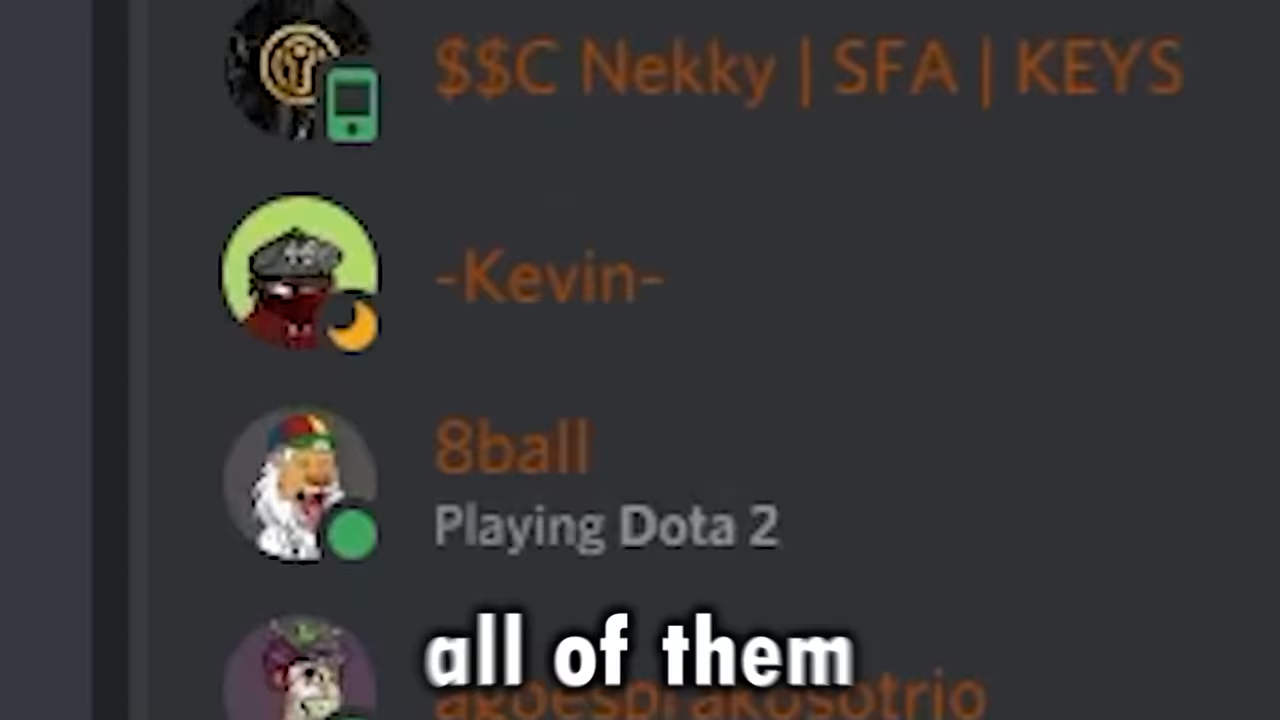 $$C Nekky | SFA | KEYS
-Kevin-
8ball
Playing Dota 2
all of them